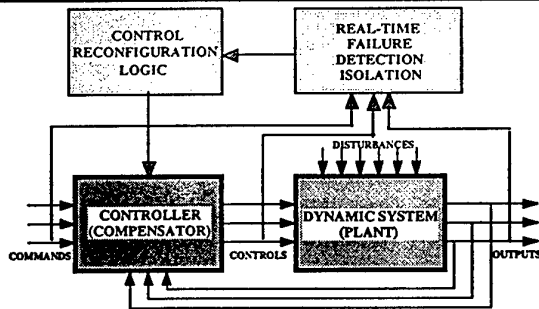 CONTROL
RECONFIGURATION
LOGIC
REAL-TIME
FAILURE
DETECTION
ISOLATION
DISTURBANCES
CONTROLLER
(COMPENSATOR)
DYNAMIC SYSTEM
(PLANT)
COMMANDS
CONTROLS
OUTPUTS